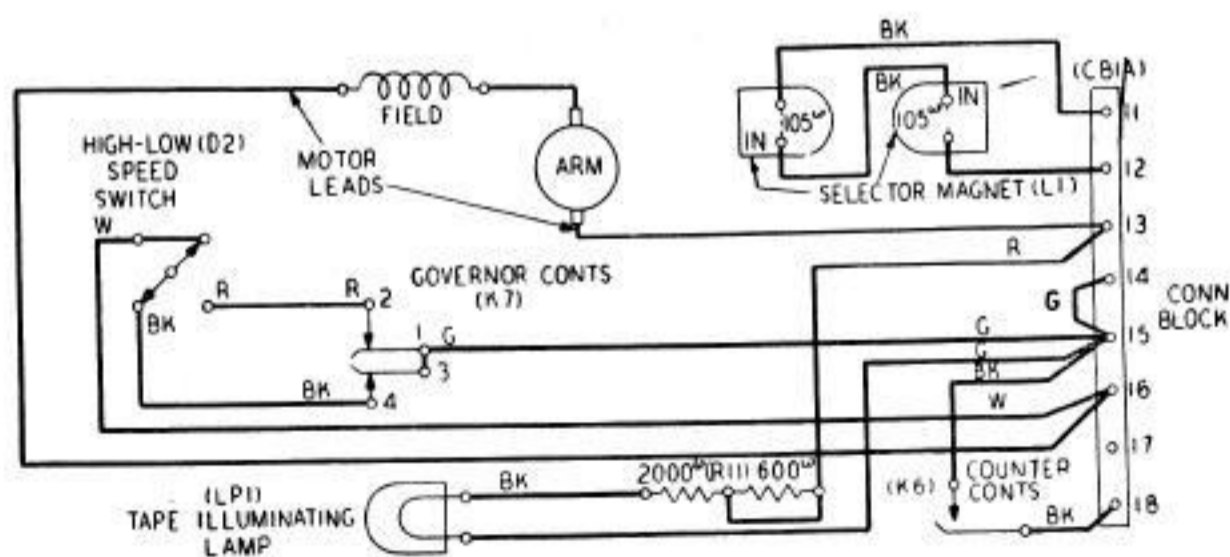 BK
BK
(CB1A)
FIELD
105ω
IN
105ω
IN
11
HIGH-LOW (D2)
SPEED
SWITCH
MOTOR
LEADS
ARM
12
SELECTOR MAGNET (L1)
W
13
R
GOVERNOR CONTS
(K7)
14
R
R
2
G
CONN
BLOCK
BK
1
G
G
15
G
3
BK
BK
4
W
16
17
2000ω
(R11)
600ω
BK
(K6)
COUNTER
CONTS
(LP1)
TAPE ILLUMINATING
LAMP
BK
18